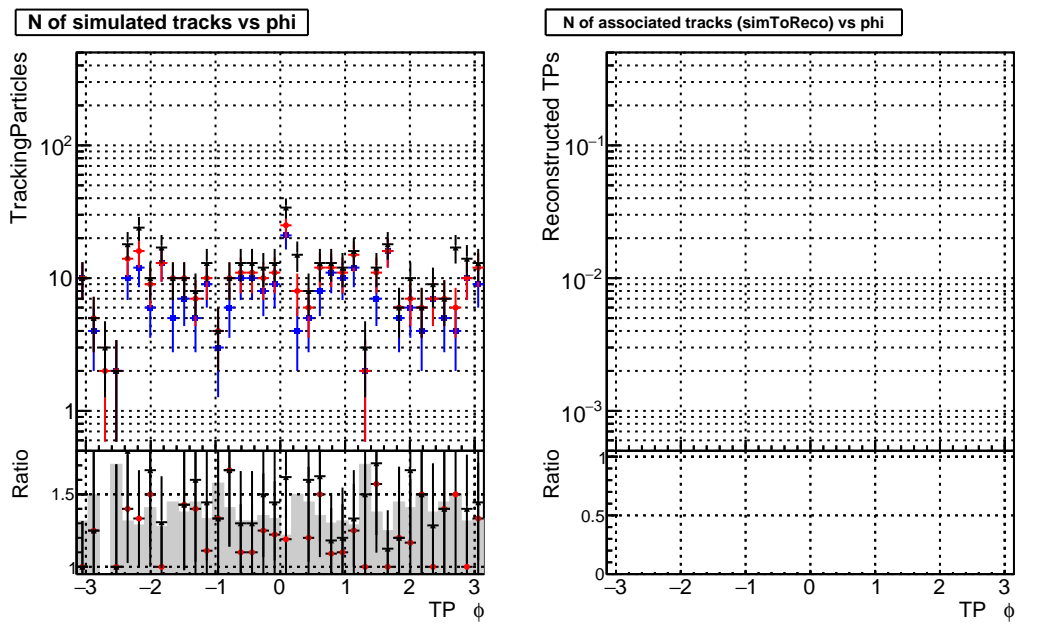 N of simulated tracks vs phi
TrackingParticles
10²
10
1
Ratio
1.5
1
−3 −2 −1 0 1 2 3
TP ϕ
N of associated tracks (simToReco) vs phi
Reconstructed TPs
10⁻¹
10⁻²
10⁻³
Ratio
1
0.5
0
−3 −2 −1 0 1 2 3
TP ϕ